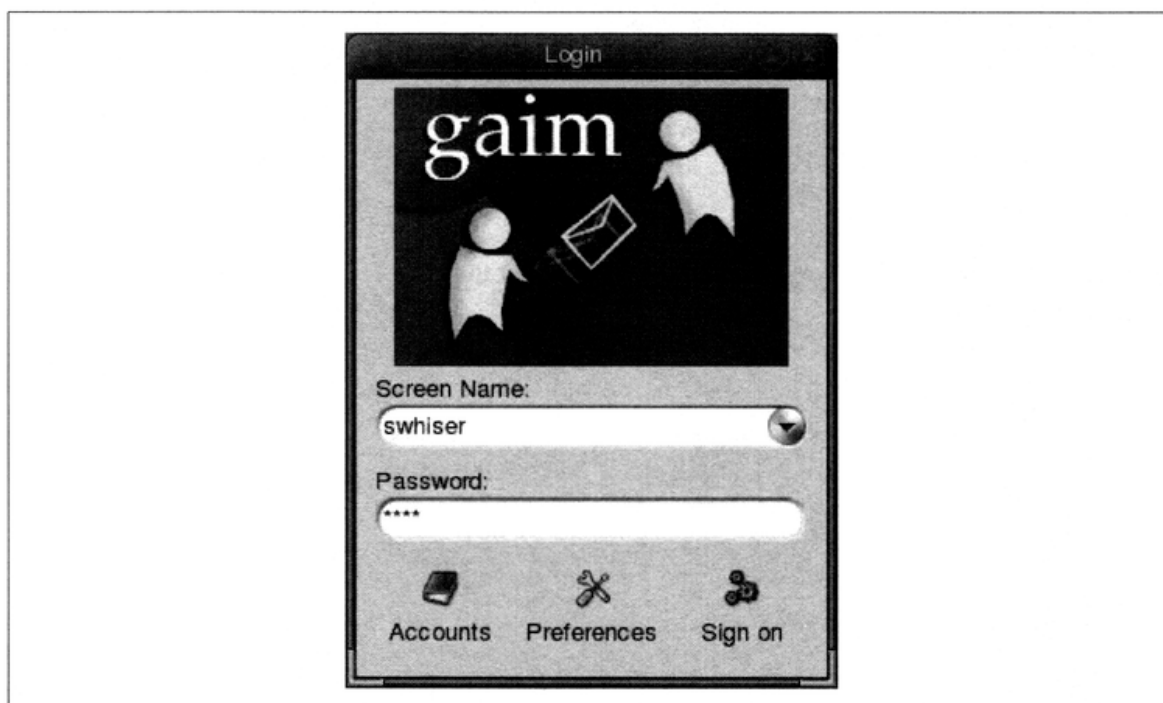 Login
gaim
Screen Name:
swhiser
Password:
****
Accounts Preferences Sign on